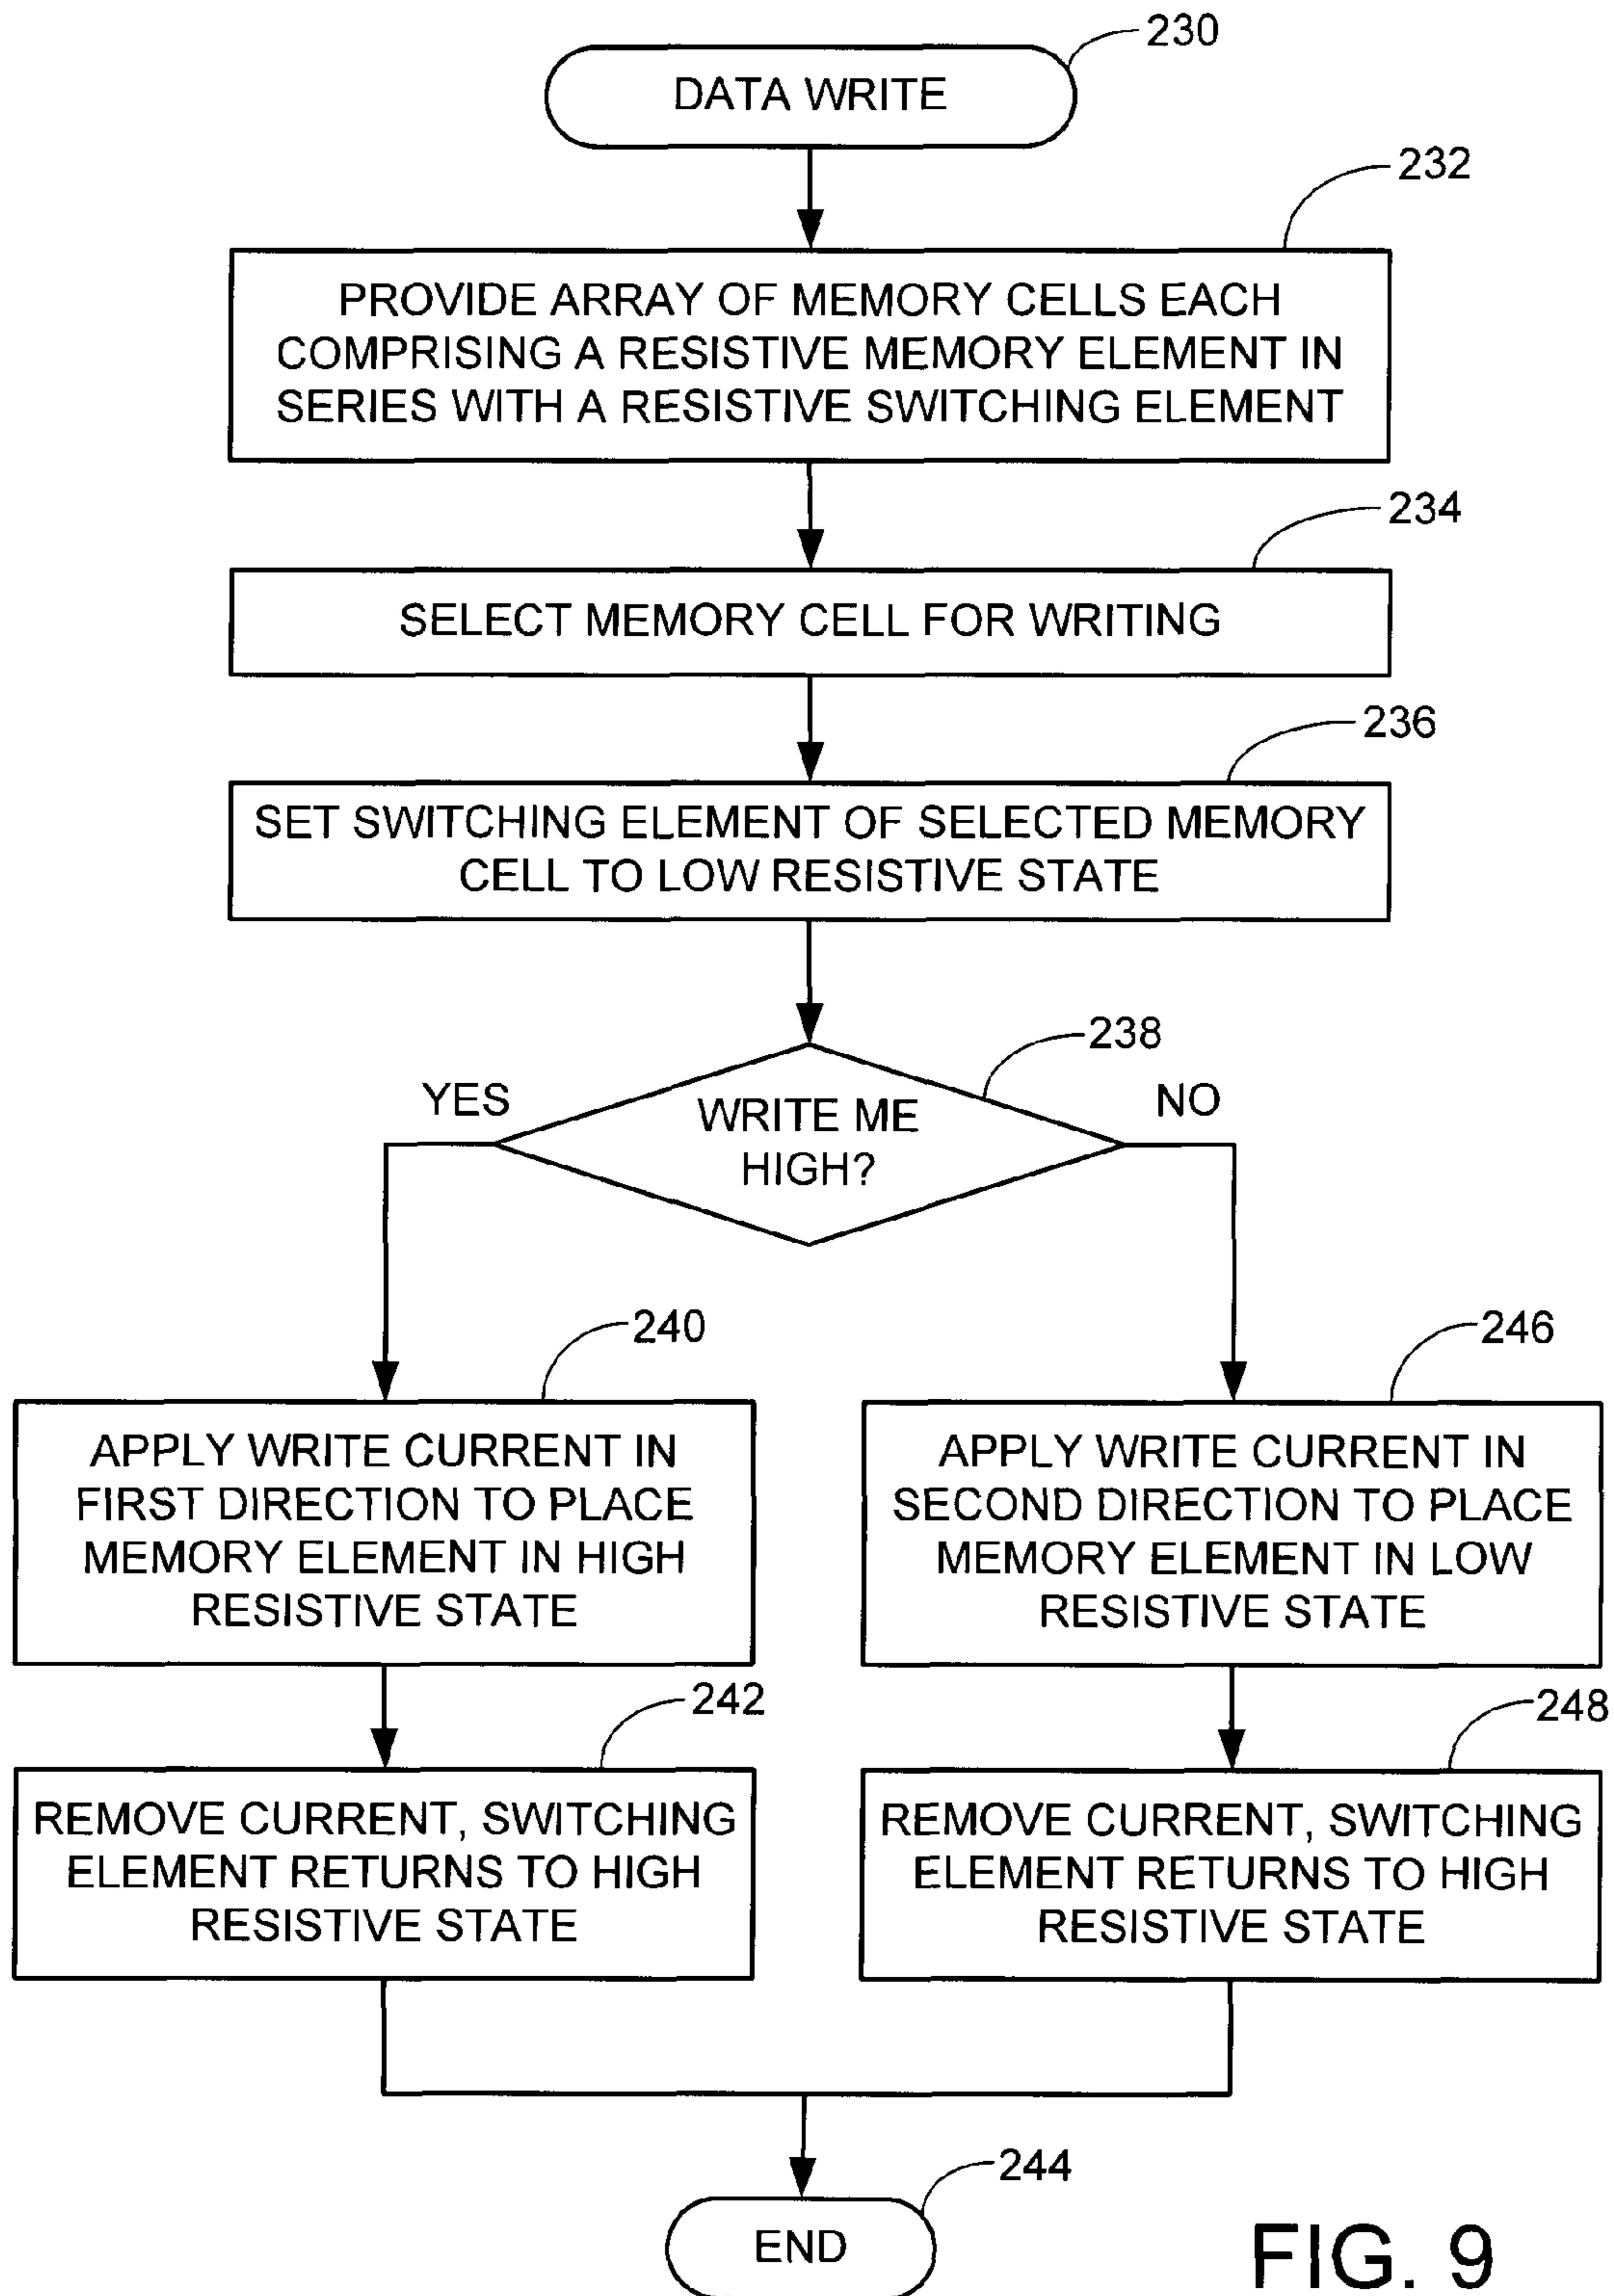 230
DATA WRITE
232
PROVIDE ARRAY OF MEMORY CELLS EACH
COMPRISING A RESISTIVE MEMORY ELEMENT IN
SERIES WITH A RESISTIVE SWITCHING ELEMENT
234
SELECT MEMORY CELL FOR WRITING
236
SET SWITCHING ELEMENT OF SELECTED MEMORY
CELL TO LOW RESISTIVE STATE
238
YES
WRITE ME
HIGH?
NO
240
APPLY WRITE CURRENT IN
FIRST DIRECTION TO PLACE
MEMORY ELEMENT IN HIGH
RESISTIVE STATE
246
APPLY WRITE CURRENT IN
SECOND DIRECTION TO PLACE
MEMORY ELEMENT IN LOW
RESISTIVE STATE
242
REMOVE CURRENT, SWITCHING
ELEMENT RETURNS TO HIGH
RESISTIVE STATE
248
REMOVE CURRENT, SWITCHING
ELEMENT RETURNS TO HIGH
RESISTIVE STATE
244
END
FIG. 9